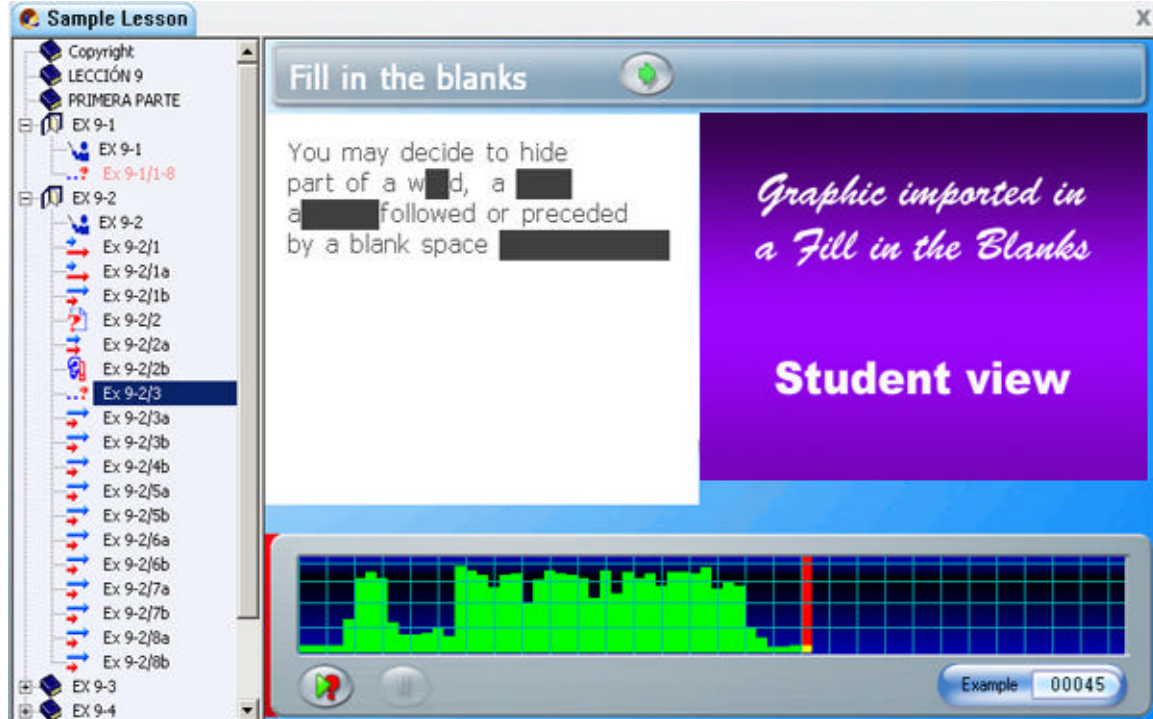 Sample Lesson
X
Copyright
LECCIÓN 9
PRIMERA PARTE
EX 9-1
EX 9-1
Ex 9-1/1-8
EX 9-2
EX 9-2
Ex 9-2/1
Ex 9-2/1a
Ex 9-2/1b
Ex 9-2/2
Ex 9-2/2a
Ex 9-2/2b
Ex 9-2/3
Ex 9-2/3a
Ex 9-2/3b
Ex 9-2/4b
Ex 9-2/5a
Ex 9-2/5b
Ex 9-2/6a
Ex 9-2/6b
Ex 9-2/7a
Ex 9-2/7b
Ex 9-2/8a
Ex 9-2/8b
EX 9-3
EX 9-4
Fill in the blanks
You may decide to hide
part of a w d, a
a followed or preceded
by a blank space
Graphic imported in
a Fill in the Blanks
Student view
Example 00045